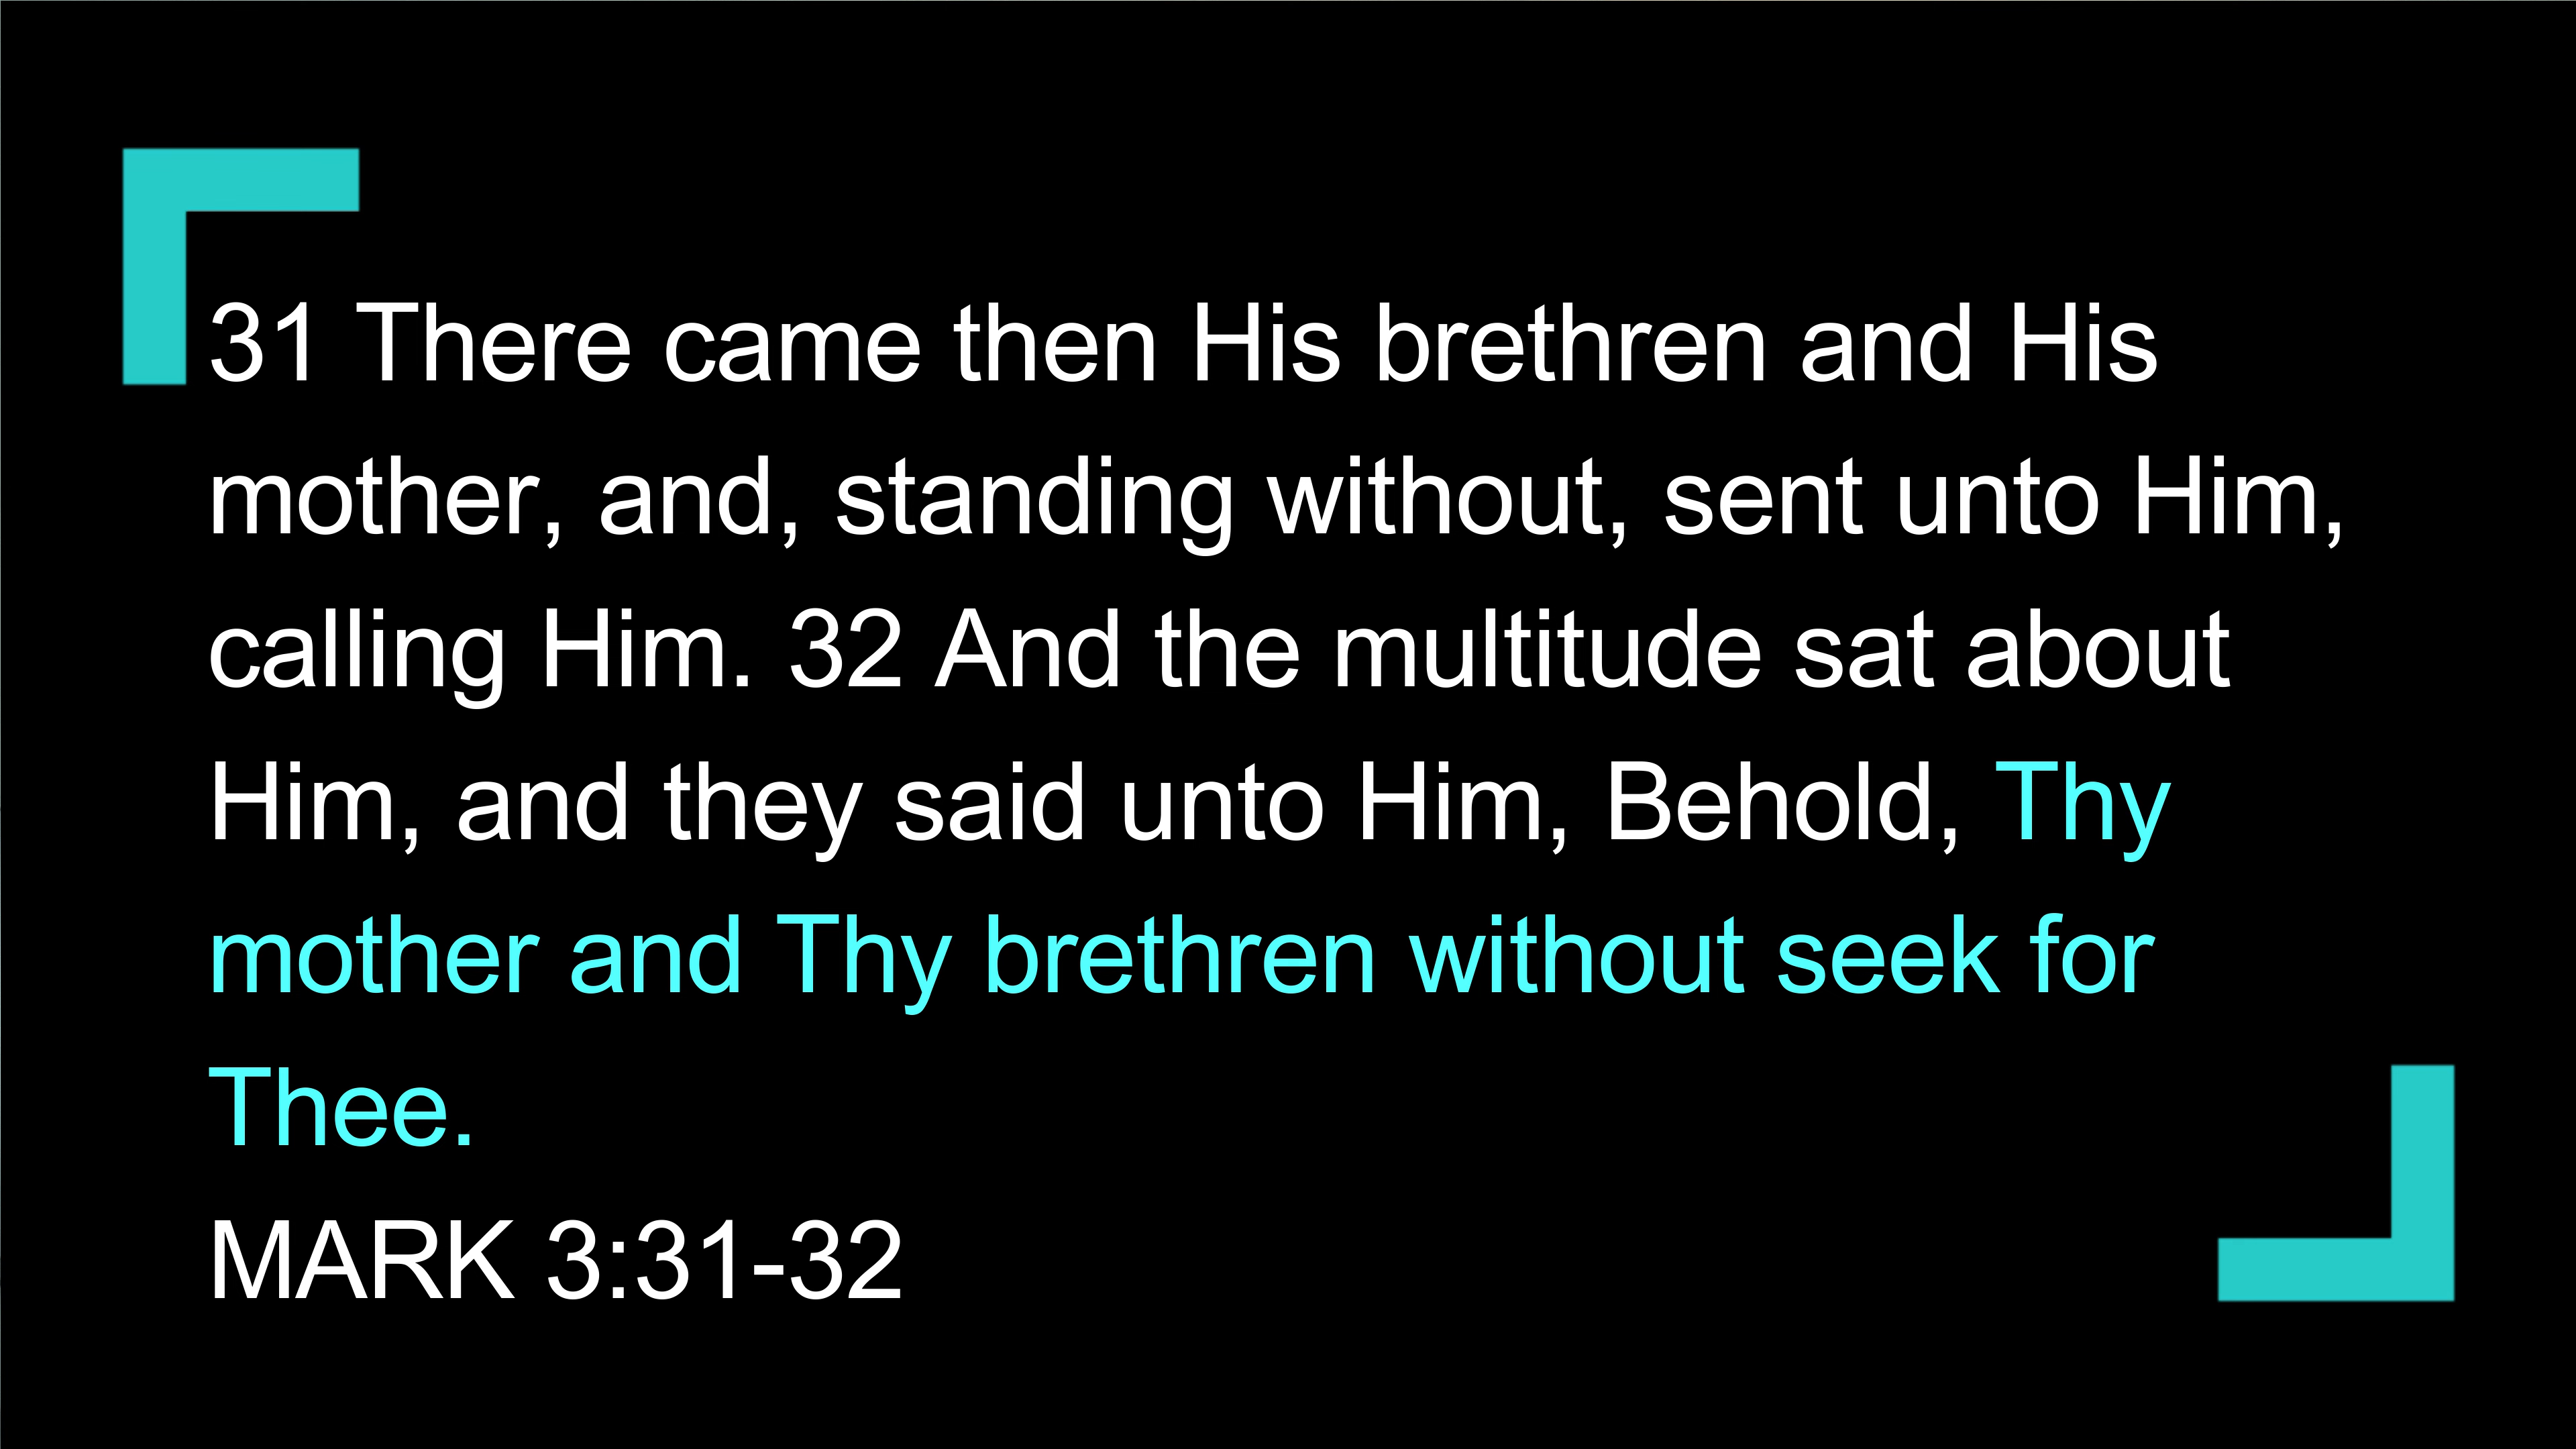 31 There came then His brethren and His
mother, and, standing without, sent unto Him,
calling Him. 32 And the multitude sat about
Him, and they said unto Him, Behold, Thy
mother and Thy brethren without seek for
Thee.
MARK 3:31-32